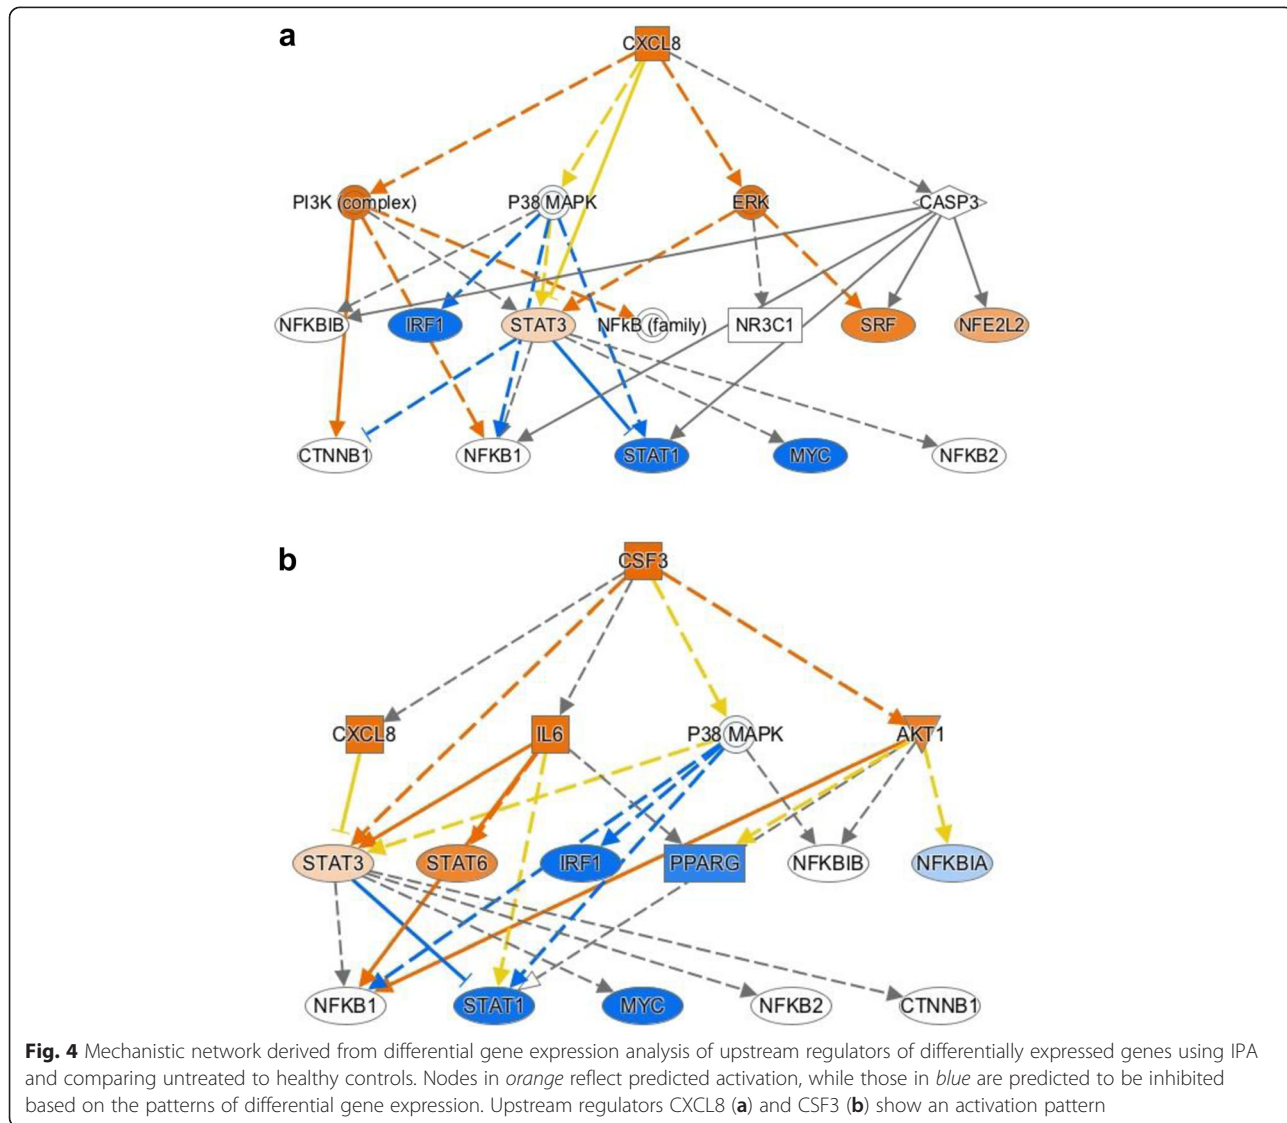 a
CXCL8
PI3K (complex)
P38 MAPK
ERK
CASP3
NFKBIB
IRF1
STAT3
NFkB (family)
NR3C1
SRF
NFE2L2
CTNNB1
NFKB1
STAT1
MYC
NFKB2
b
CSF3
CXCL8
IL6
P38 MAPK
AKT1
STAT3
STAT6
IRF1
PPARG
NFKBIB
NFKBIA
NFKB1
STAT1
MYC
NFKB2
CTNNB1
Fig. 4 Mechanistic network derived from differential gene expression analysis of upstream regulators of differentially expressed genes using IPA
and comparing untreated to healthy controls. Nodes in orange reflect predicted activation, while those in blue are predicted to be inhibited
based on the patterns of differential gene expression. Upstream regulators CXCL8 (a) and CSF3 (b) show an activation pattern